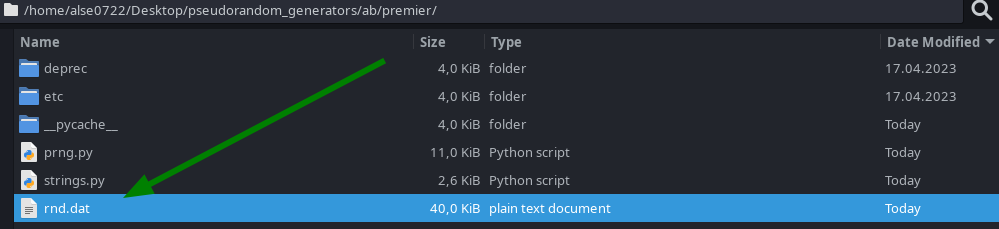 /home/alse0722/Desktop/pseudorandom_generators/ab/premier/
Name Size Type Date Modified
deprec 4,0 KiB folder 17.04.2023
etc 4,0 KiB folder 17.04.2023
__pycache__ 4,0 KiB folder Today
prng.py 11,0 KiB Python script Today
strings.py 2,6 KiB Python script Today
rnd.dat 40,0 KiB plain text document Today